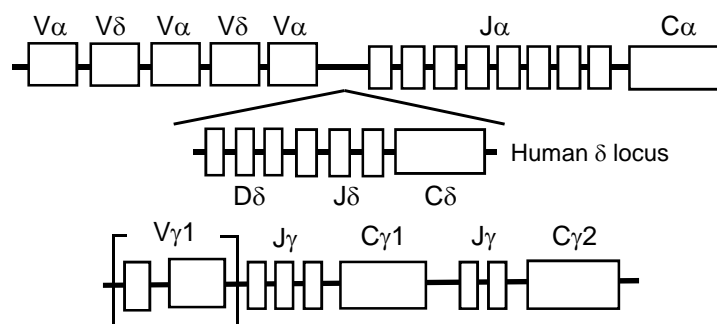 Vα Vδ Vα Vδ Vα Jα Cα
Human δ locus
Dδ Jδ Cδ
Vγ1 Jγ Cγ1 Jγ Cγ2